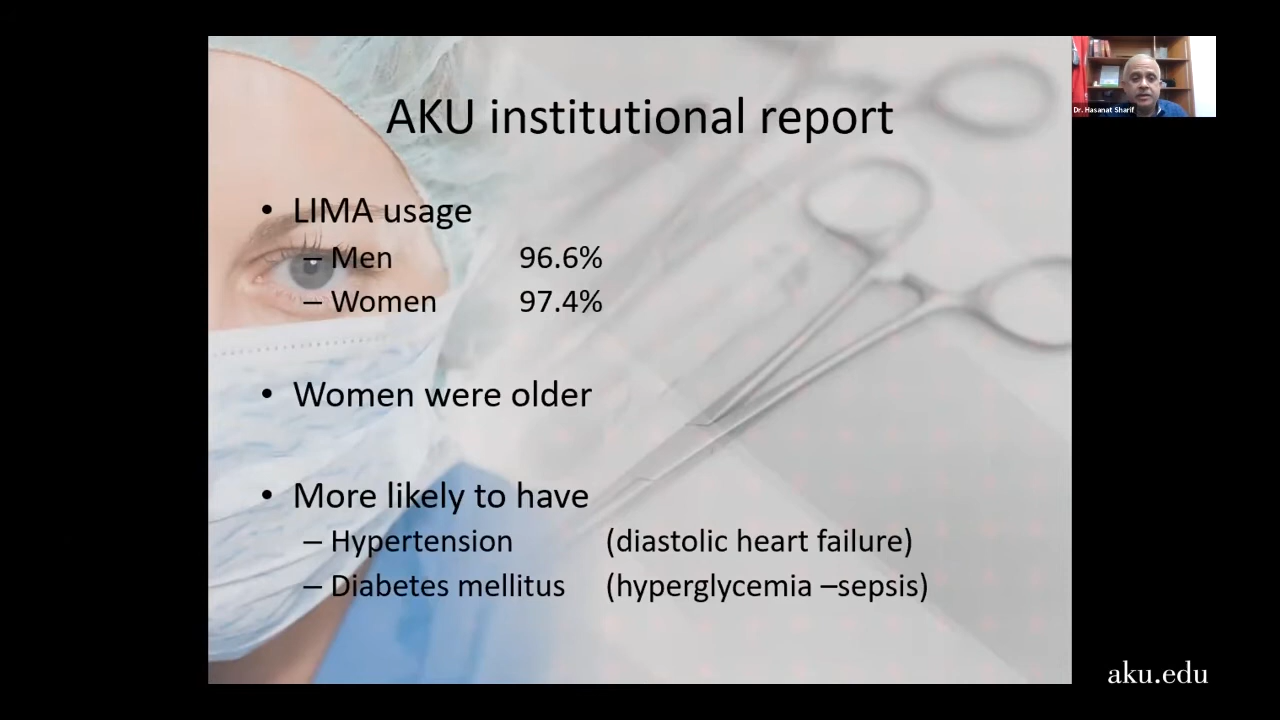 AKU institutional report
Dr. Hasanat Sharif
• LIMA usage
– Men 96.6%
– Women 97.4%
• Women were older
• More likely to have
– Hypertension (diastolic heart failure)
– Diabetes mellitus (hyperglycemia –sepsis)
aku.edu